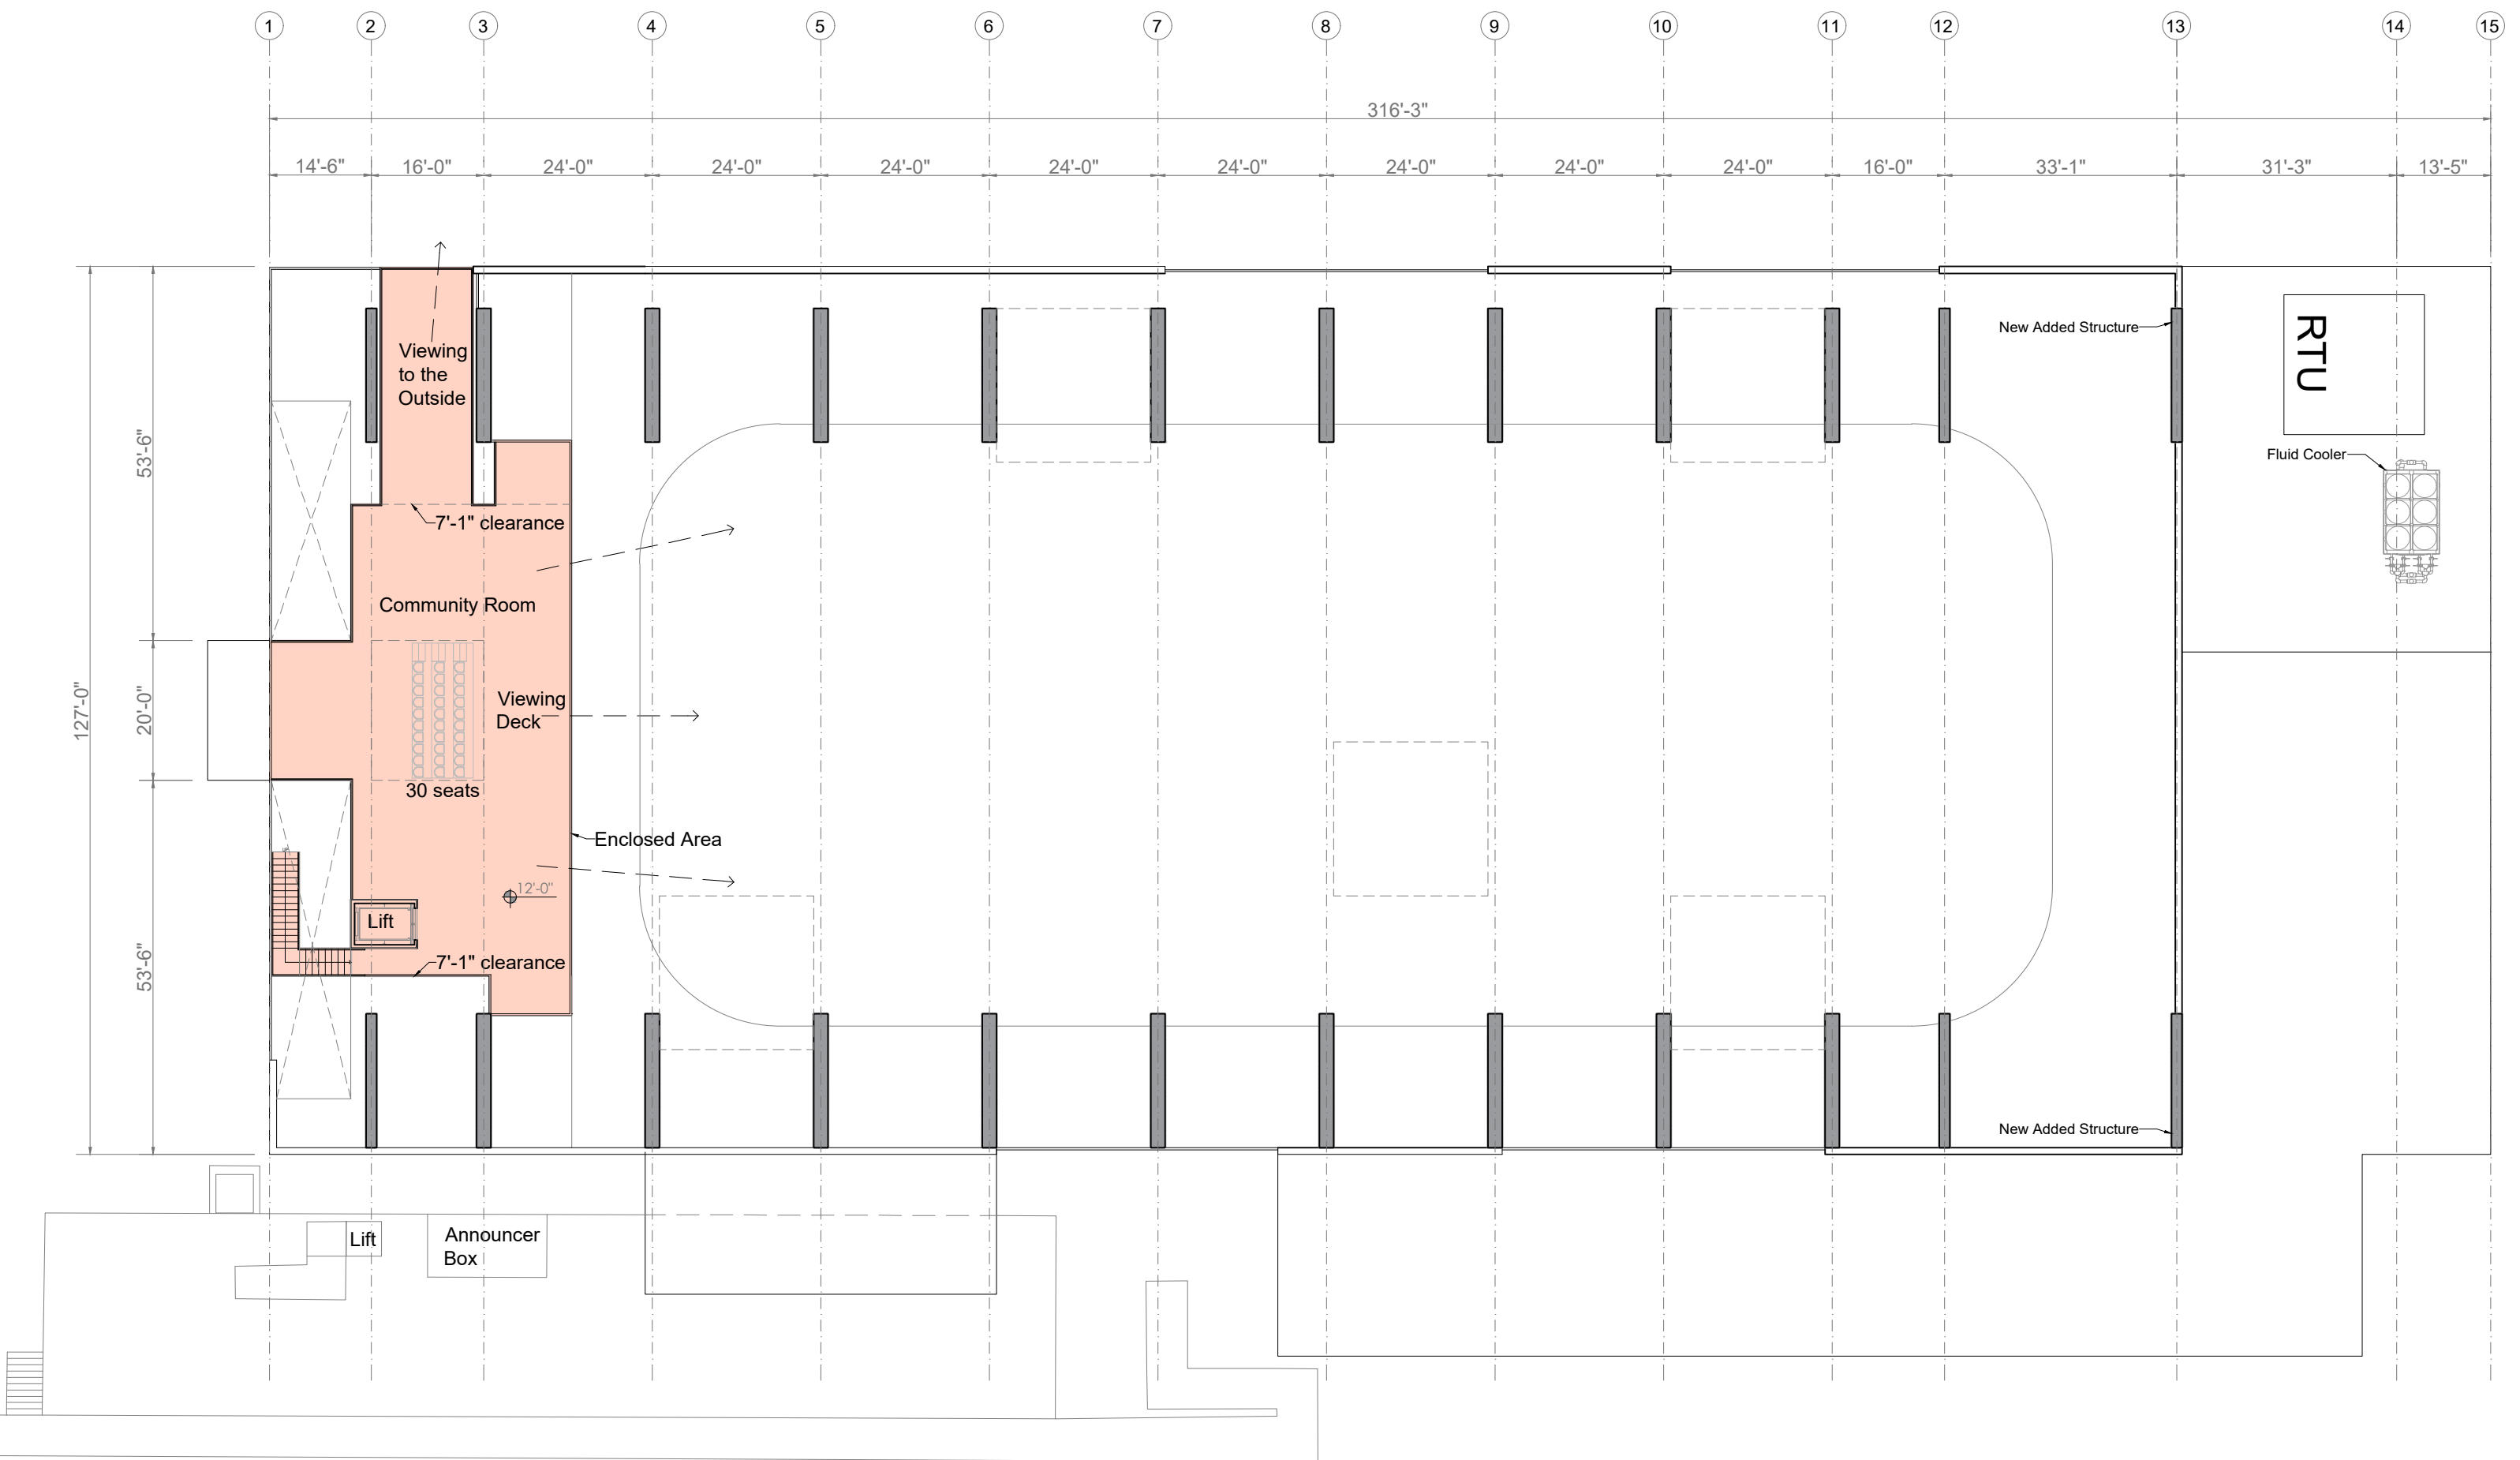 1 2 3 4 5 6 7 8 9 10 11 12 13 14 15
316'-3"
14'-6" 16'-0" 24'-0" 24'-0" 24'-0" 24'-0" 24'-0" 24'-0" 24'-0" 24'-0" 16'-0" 33'-1" 31'-3" 13'-5"
New Added Structure
RTU
Viewing
to the
Outside
53'-6"
Fluid Cooler
7'-1" clearance
Community Room
127'-0"
20'-0"
Viewing
Deck
30 seats
Enclosed Area
12'-0"
Lift
53'-6"
7'-1" clearance
New Added Structure
Lift
Announcer
Box